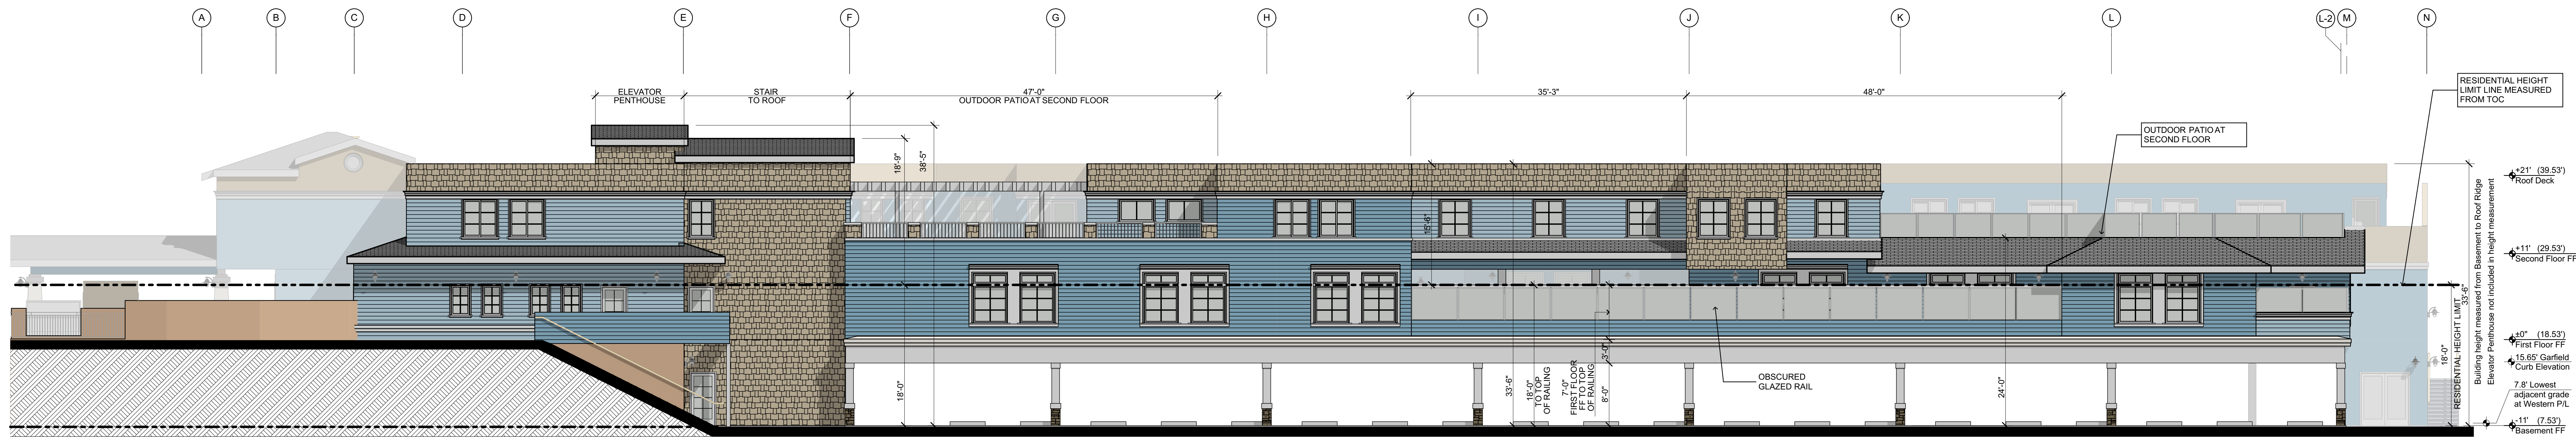 A
B
C
D
E
F
G
H
I
J
K
L
L-2
M
N
ELEVATOR
PENTHOUSE
STAIR
TO ROOF
47'-0"
OUTDOOR PATIO AT SECOND FLOOR
35'-3"
48'-0"
RESIDENTIAL HEIGHT
LIMIT LINE MEASURED
FROM TOC
OUTDOOR PATIO AT
SECOND FLOOR
18'-9"
38'-5"
15'-6"
18'-0"
33'-6"
18'-0"
TO TOP
OF RAILING
7'-0"
FIRST FLOOR
FF TO TOP
OF RAILING
3'-0"
8'-0"
OBSCURED
GLAZED RAIL
24'-0"
18'-0"
RESIDENTIAL HEIGHT LIMIT
33'-6"
Building height measured from Basement to Roof Ridge
Elevator Penthouse not included in height measurement
+21' (39.53')
Roof Deck
+11' (29.53')
Second Floor FF
±0" (18.53')
First Floor FF
15.65' Garfield
Curb Elevation
7.8' Lowest
adjacent grade
at Western P/L
-11' (7.53')
Basement FF